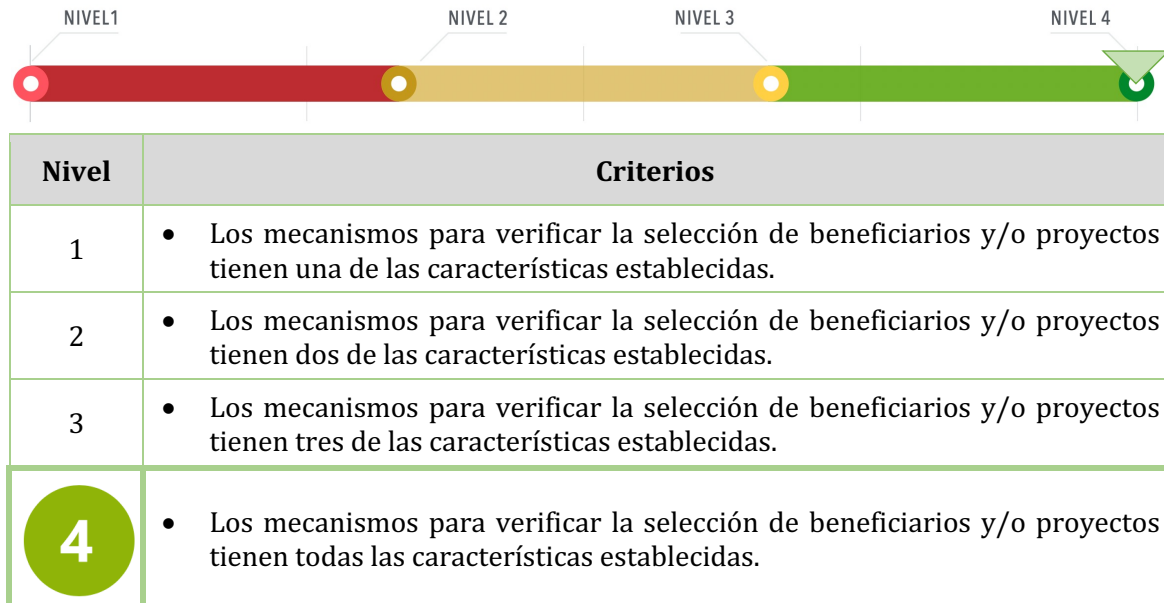 NIVEL1 NIVEL 2 NIVEL 3 NIVEL 4
Nivel Criterios
1
• Los mecanismos para verificar la selección de beneficiarios y/o proyectos
tienen una de las características establecidas.
2
• Los mecanismos para verificar la selección de beneficiarios y/o proyectos
tienen dos de las características establecidas.
3
• Los mecanismos para verificar la selección de beneficiarios y/o proyectos
tienen tres de las características establecidas.
4
• Los mecanismos para verificar la selección de beneficiarios y/o proyectos
tienen todas las características establecidas.